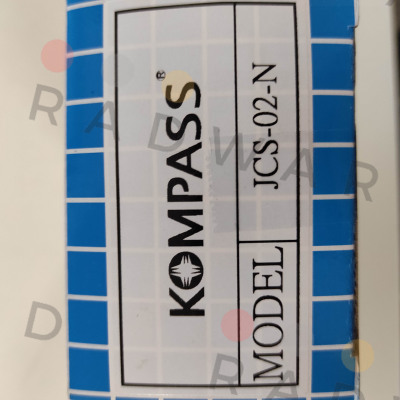 KOMPASS®
MODEL JCS-02-N
RADWAR
D